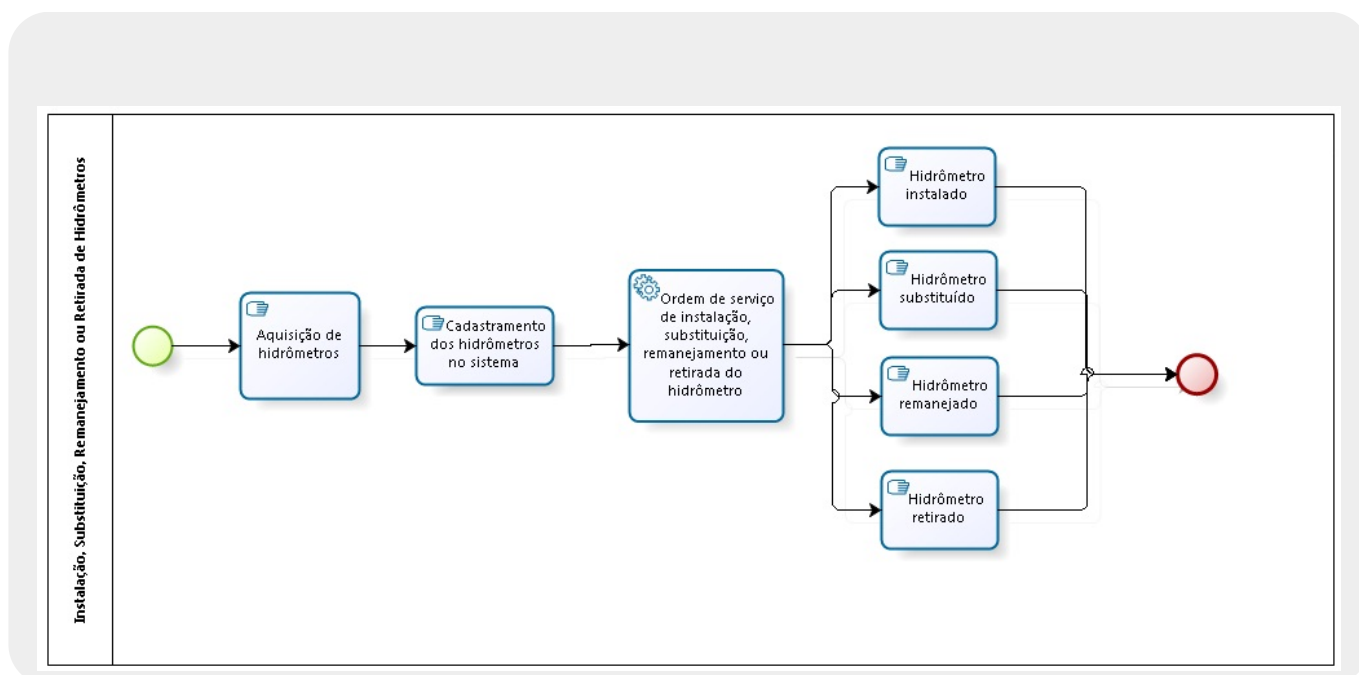 Instalação, Substituição, Remanejamento ou Retirada de Hidrômetros
Aquisição de
hidrômetros
Cadastramento
dos hidrômetros
no sistema
Ordem de serviço
de instalação,
substituição,
remanejamento ou
retirada do
hidrômetro
Hidrômetro
instalado
Hidrômetro
substituído
Hidrômetro
remanejado
Hidrômetro
retirado